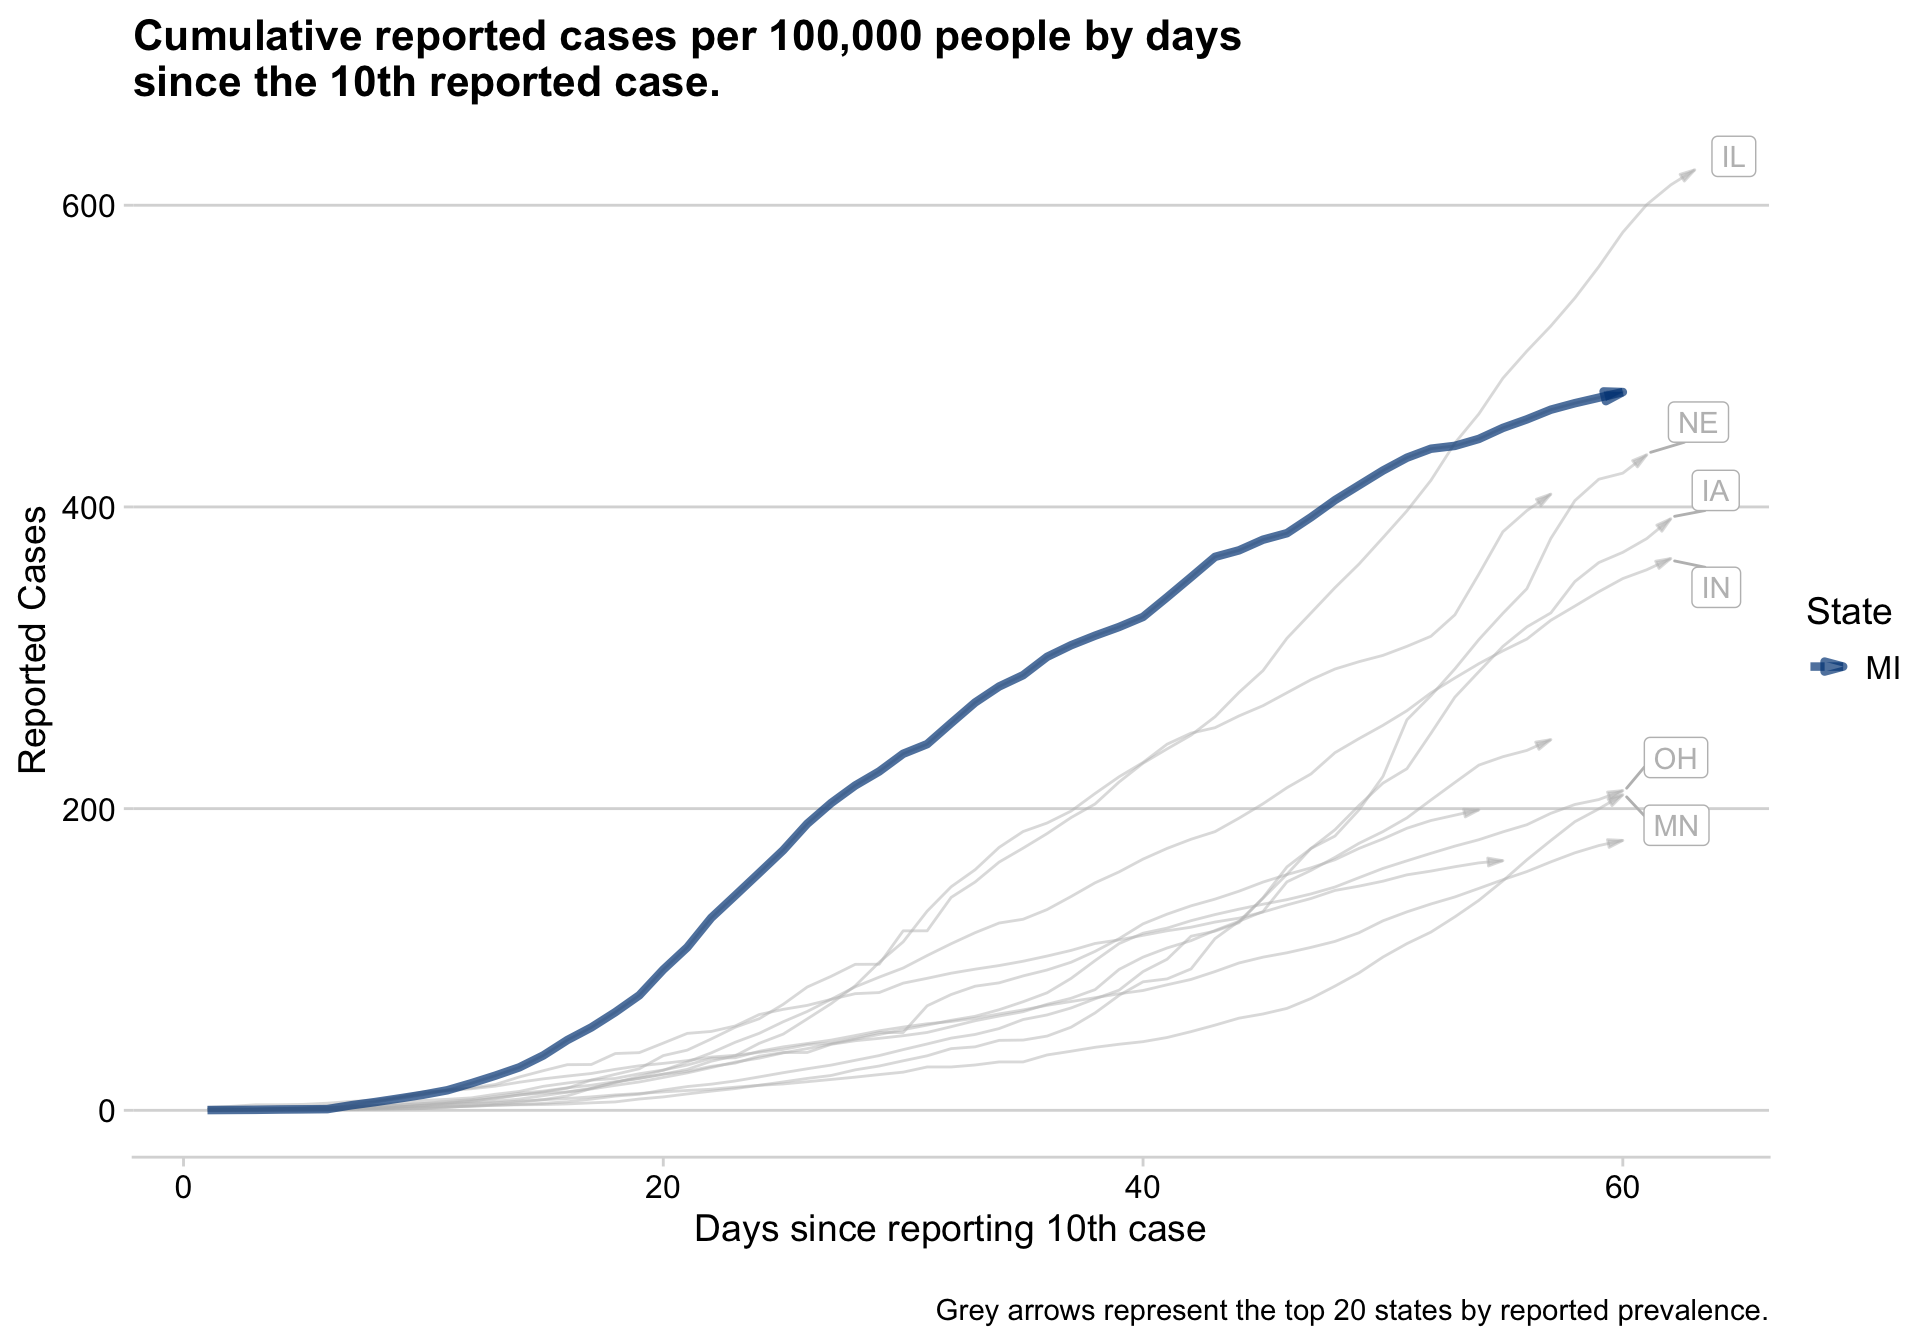 Cumulative reported cases per 100,000 people by days
since the 10th reported case.
IL
600
NE
IA
400
IN
State
MI
OH
200
MN
0
0 20 40 60
Reported Cases
Days since reporting 10th case
Grey arrows represent the top 20 states by reported prevalence.